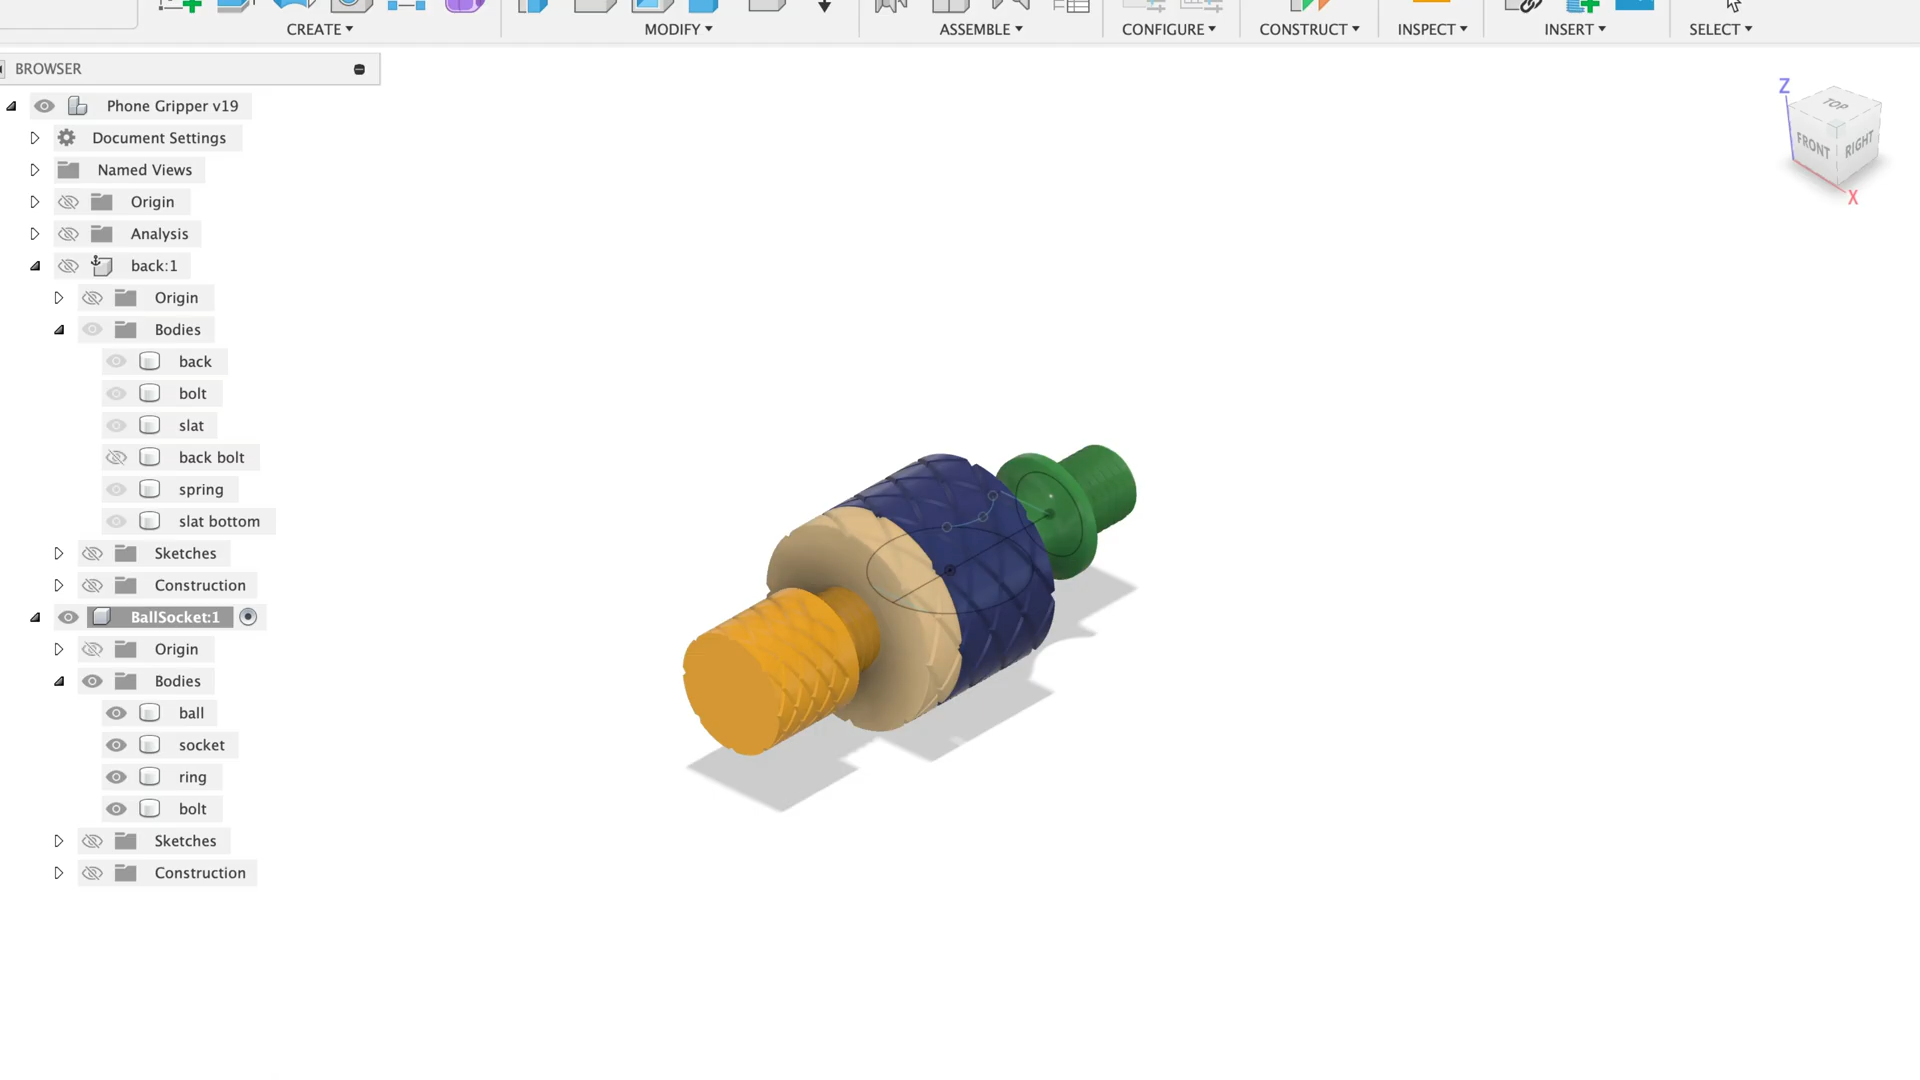 CREATE MODIFY ASSEMBLE CONFIGURE CONSTRUCT INSPECT INSERT SELECT
BROWSER
Phone Gripper v19
Document Settings
Named Views
Origin
Analysis
back:1
Origin
Bodies
back
bolt
slat
back bolt
spring
slat bottom
Sketches
Construction
BallSocket:1
Origin
Bodies
ball
socket
ring
bolt
Sketches
Construction
Z
TOP
FRONT RIGHT
X